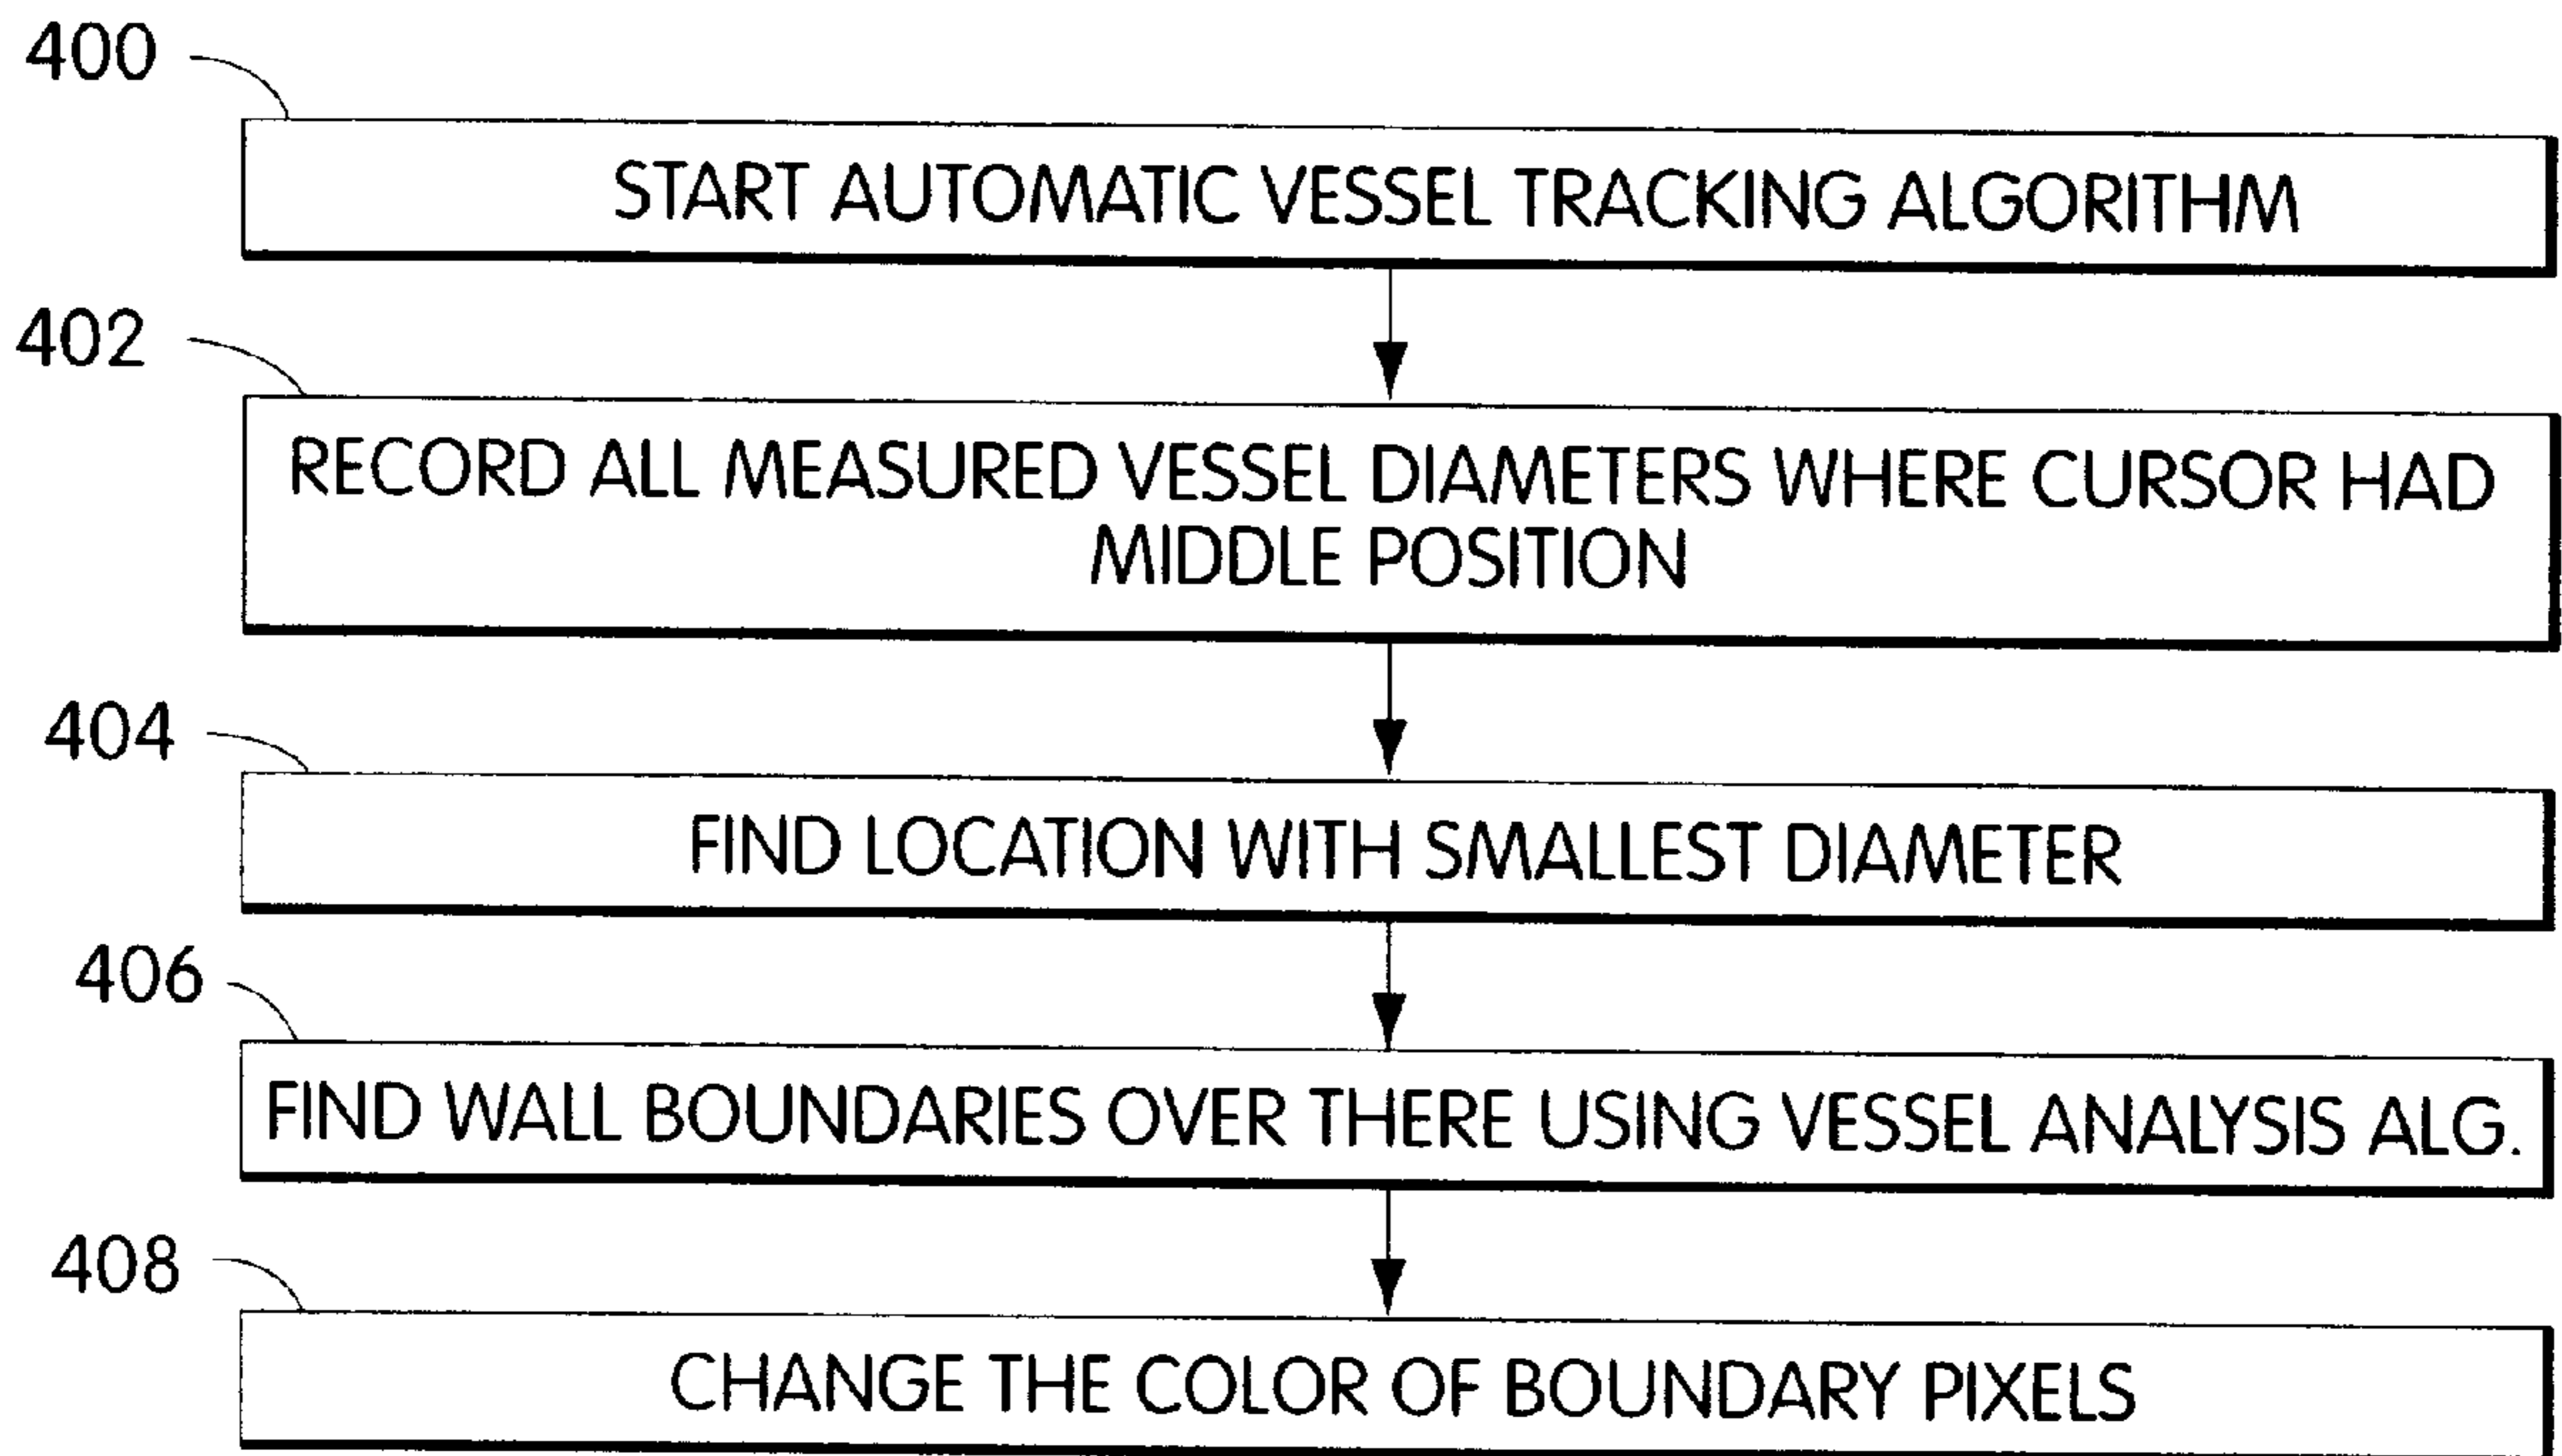 400
START AUTOMATIC VESSEL TRACKING ALGORITHM
402
RECORD ALL MEASURED VESSEL DIAMETERS WHERE CURSOR HAD
MIDDLE POSITION
404
FIND LOCATION WITH SMALLEST DIAMETER
406
FIND WALL BOUNDARIES OVER THERE USING VESSEL ANALYSIS ALG.
408
CHANGE THE COLOR OF BOUNDARY PIXELS